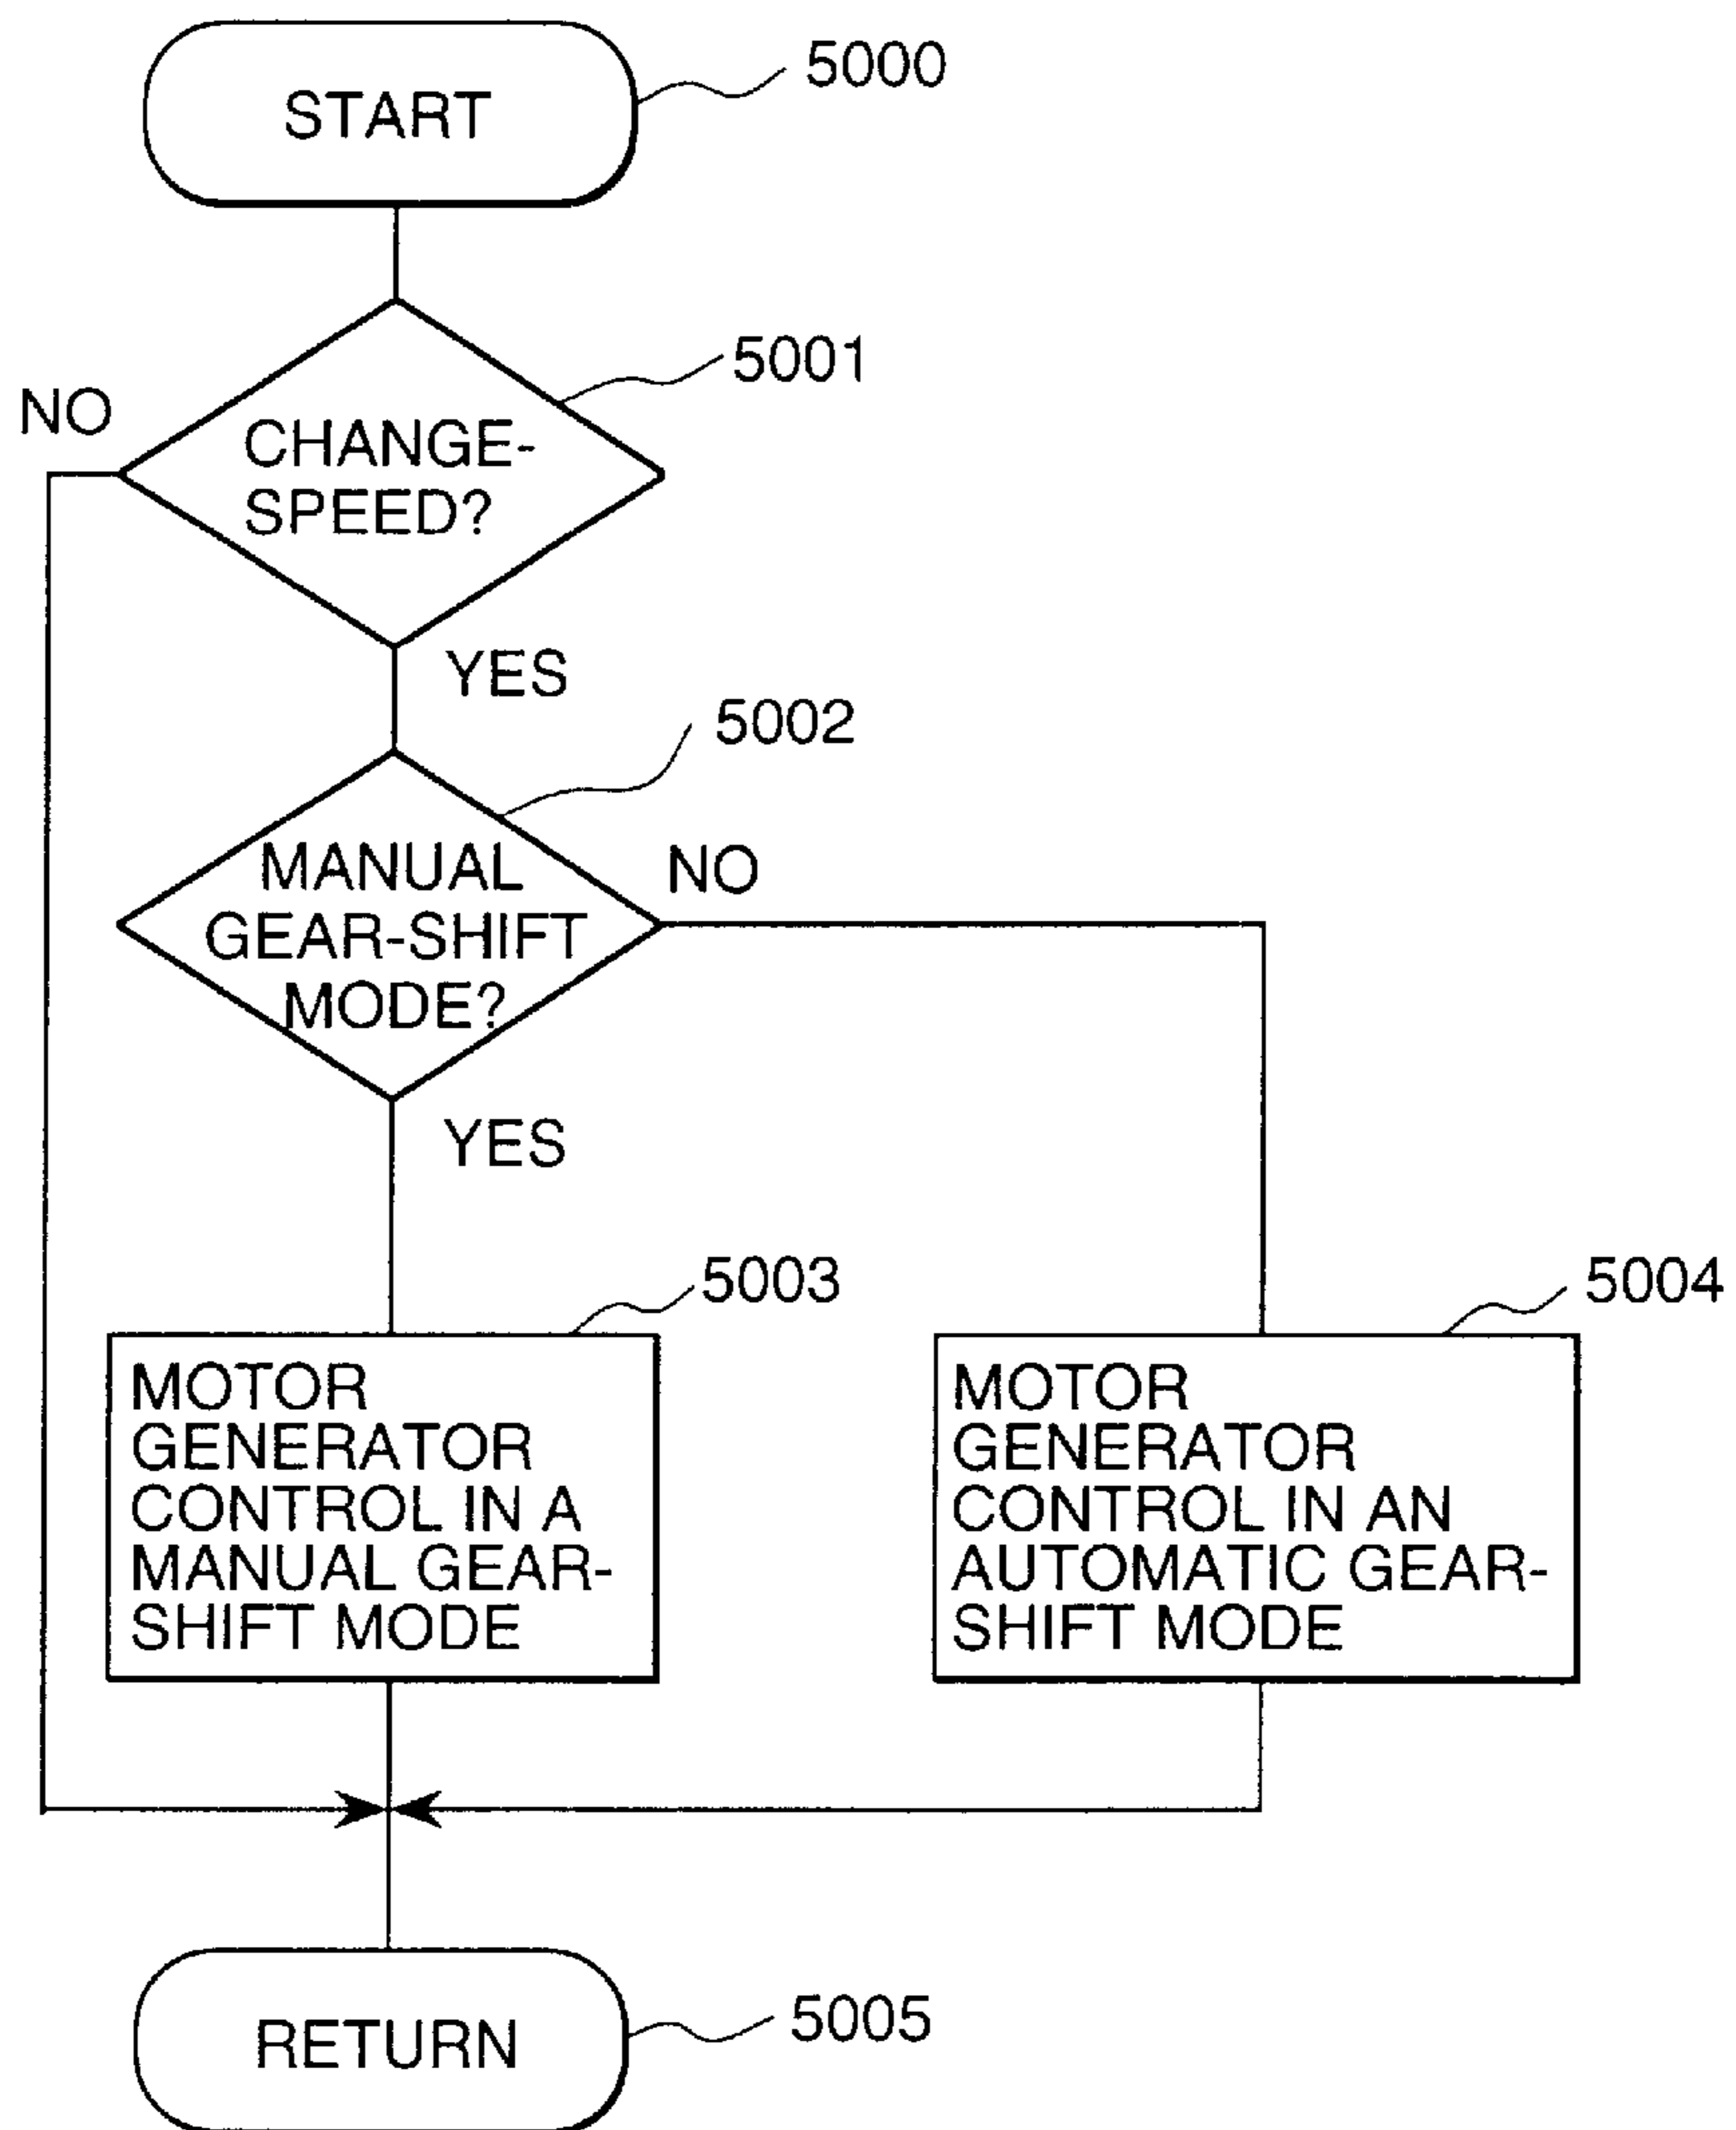 START
5000
5001
NO
CHANGE-
SPEED?
YES
5002
MANUAL
GEAR-SHIFT
MODE?
NO
YES
5003
5004
MOTOR
GENERATOR
CONTROL IN A
MANUAL GEAR-
SHIFT MODE
MOTOR
GENERATOR
CONTROL IN AN
AUTOMATIC GEAR-
SHIFT MODE
RETURN
5005